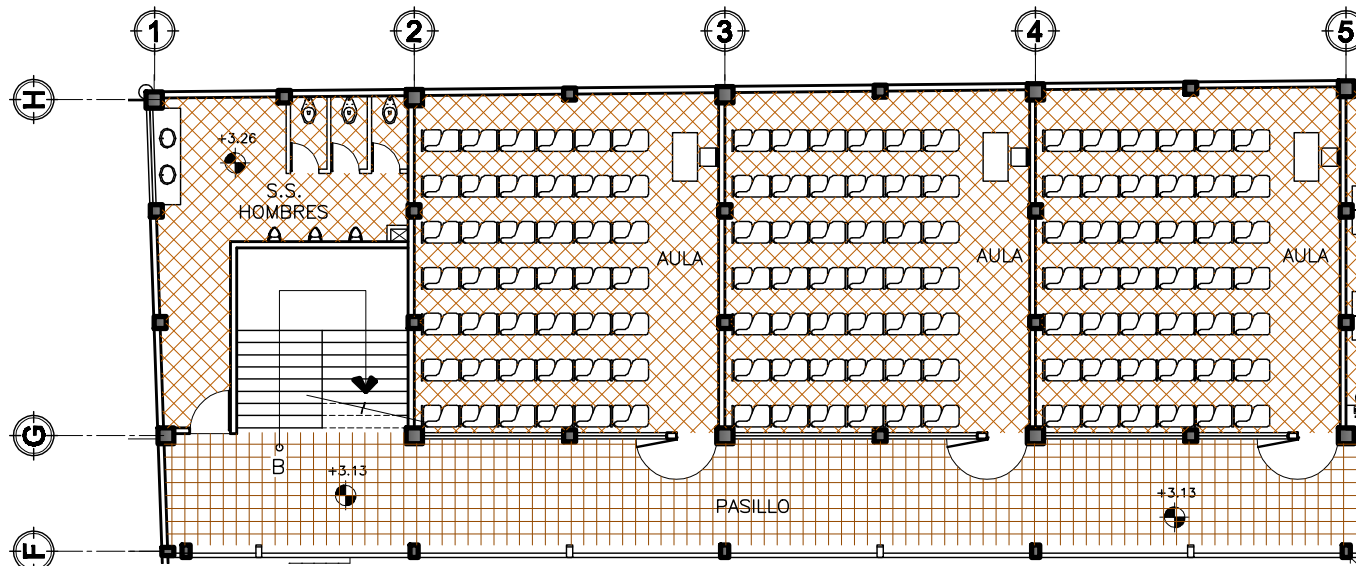 1 2 3 4 5
H
+3.26
S.S.
HOMBRES
AULA AULA AULA
G
B
+3.13
+3.13
PASILLO
F